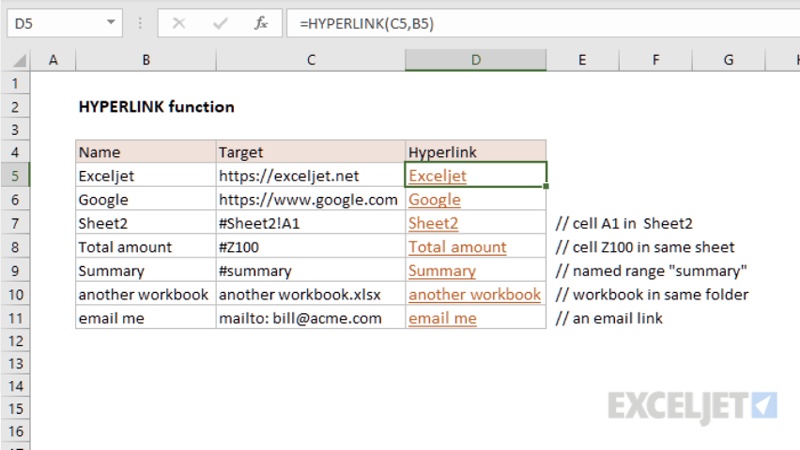 D5 fx =HYPERLINK(C5,B5)
A B C D E F G H
1
2 HYPERLINK function
3
4 Name Target Hyperlink
5 Exceljet https://exceljet.net Exceljet
6 Google https://www.google.com Google
7 Sheet2 #Sheet2!A1 Sheet2 // cell A1 in Sheet2
8 Total amount #Z100 Total amount // cell Z100 in same sheet
9 Summary #summary Summary // named range "summary"
10 another workbook another workbook.xlsx another workbook // workbook in same folder
11 email me mailto: bill@acme.com email me // an email link
12
13
14
15
16
EXCELJET